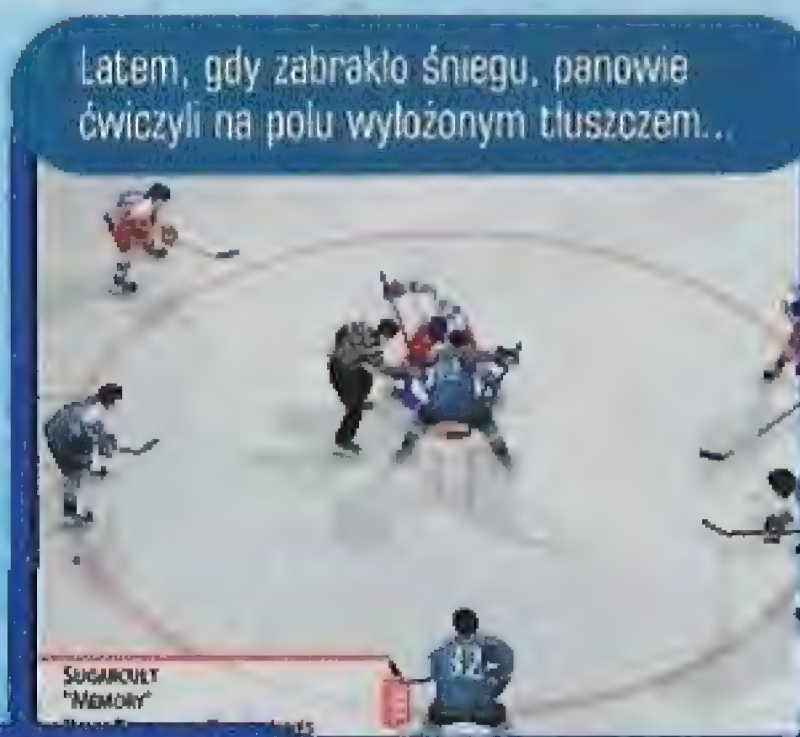 Latem, gdy zabrakło śniegu, panowie
ćwiczyli na polu wyłożonym tłuszczem...
SUGARCULT
"MEMORY"